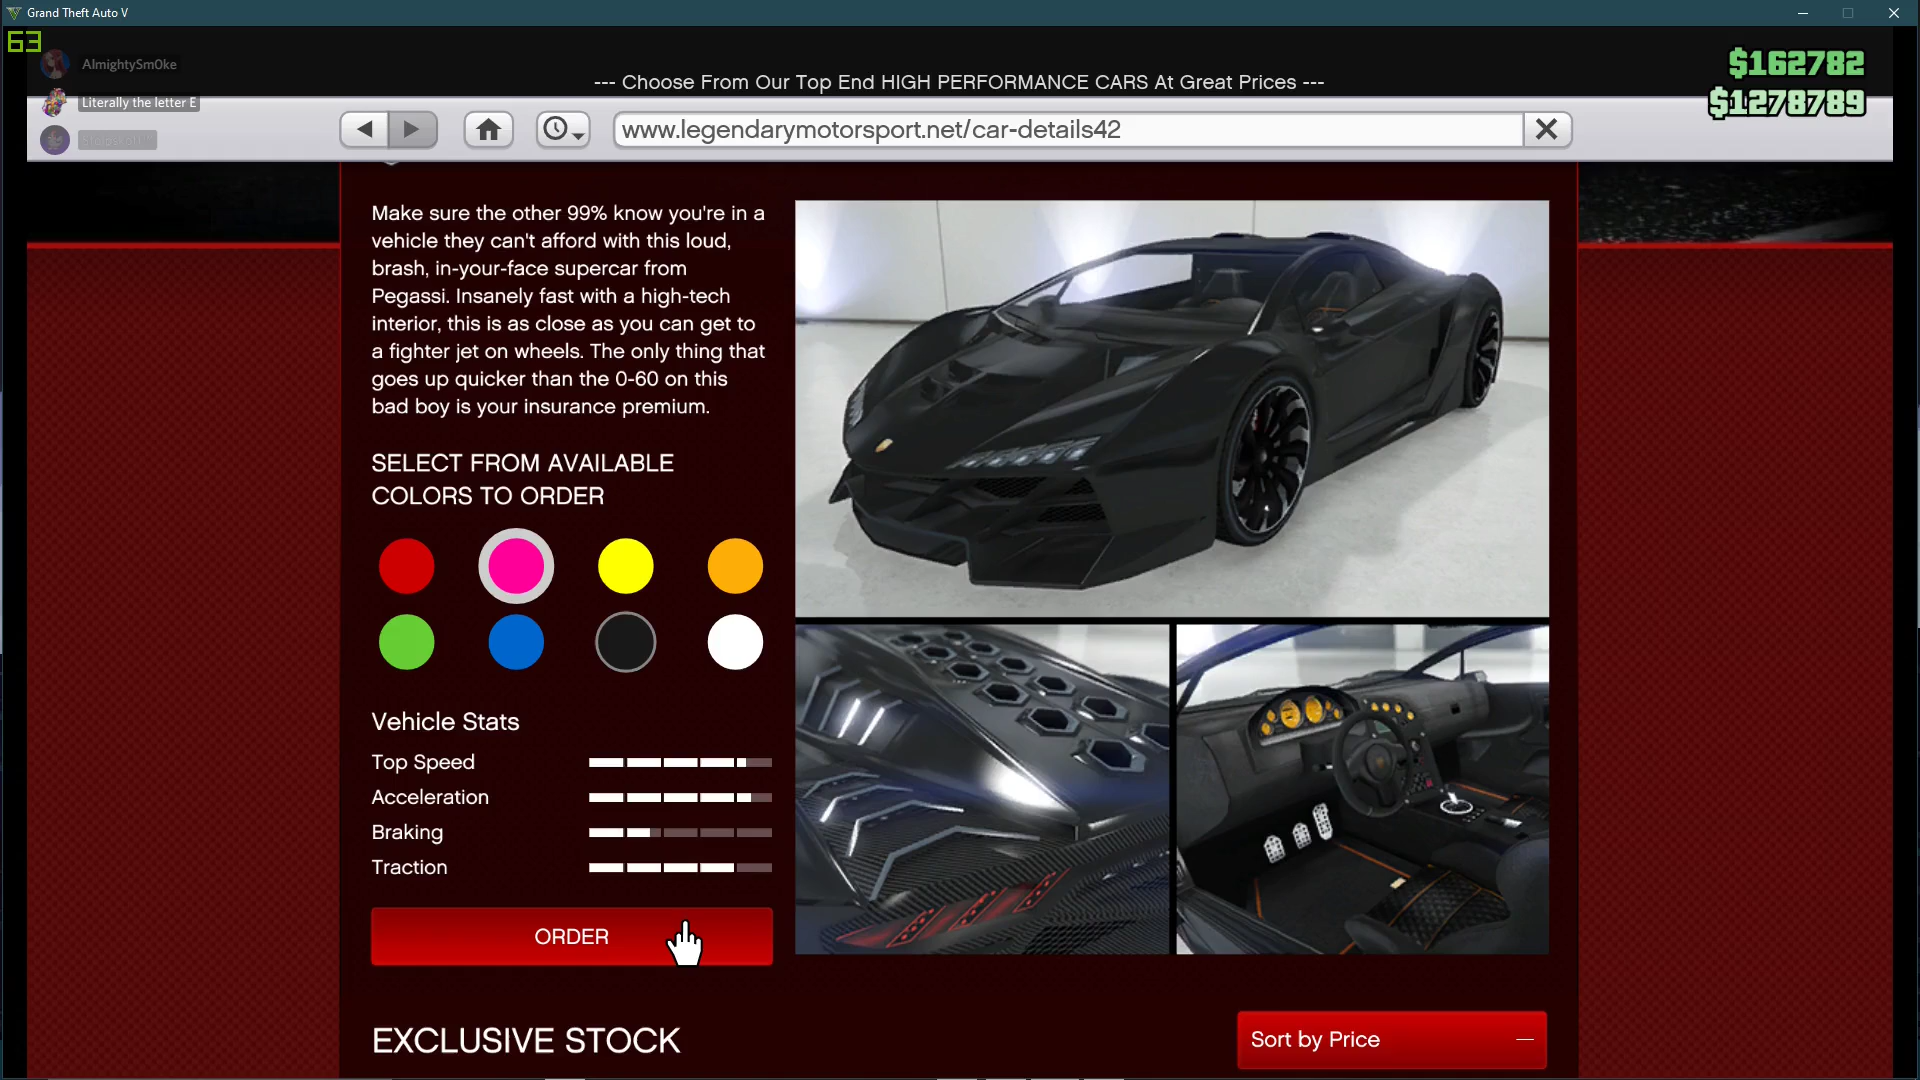 Grand Theft Auto V
63
AlmightySm0ke
Literally the letter E
--- Choose From Our Top End HIGH PERFORMANCE CARS At Great Prices ---
$162782
$1278789
www.legendarymotorsport.net/car-details42
Make sure the other 99% know you're in a
vehicle they can't afford with this loud,
brash, in-your-face supercar from
Pegassi. Insanely fast with a high-tech
interior, this is as close as you can get to
a fighter jet on wheels. The only thing that
goes up quicker than the 0-60 on this
bad boy is your insurance premium.
SELECT FROM AVAILABLE
COLORS TO ORDER
Vehicle Stats
Top Speed
Acceleration
Braking
Traction
ORDER
EXCLUSIVE STOCK
Sort by Price